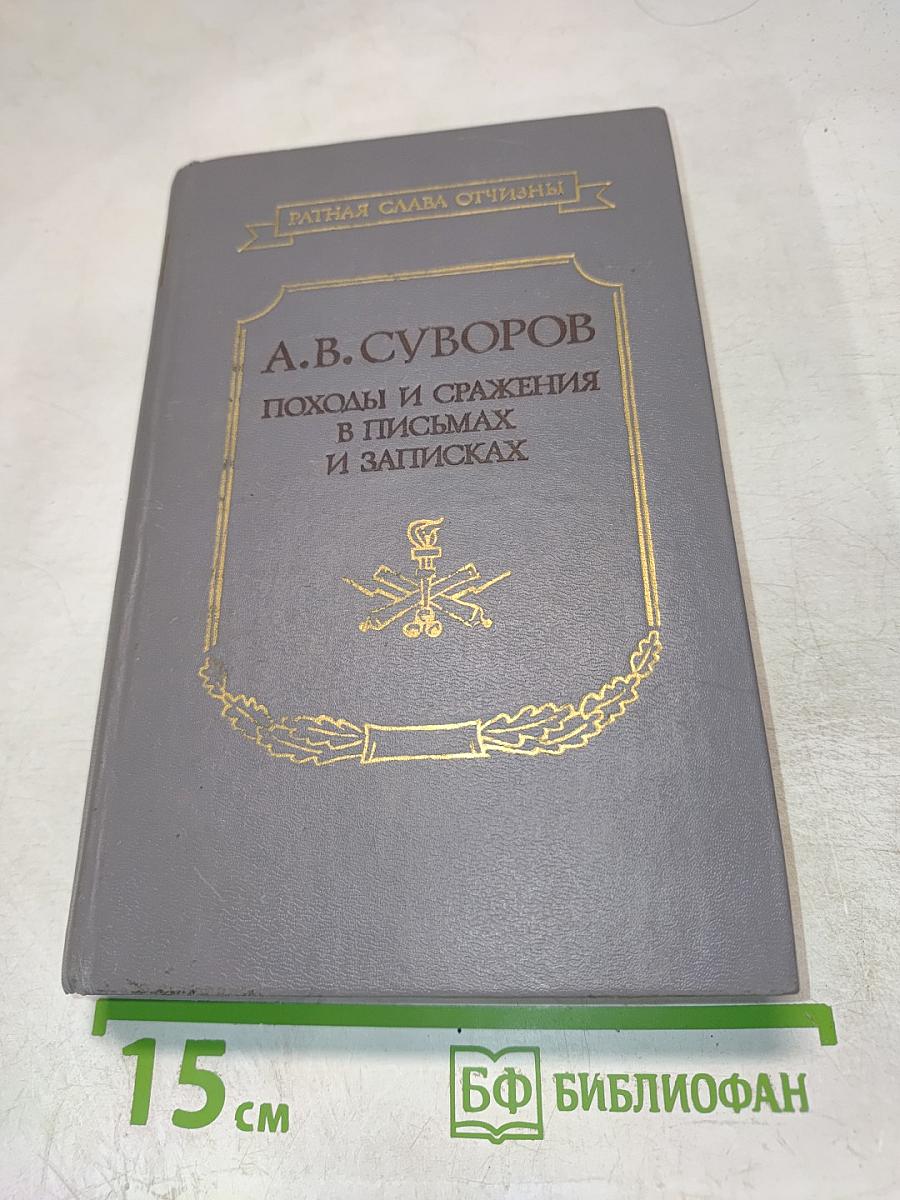 РАТНАЯ СЛАВА ОТЧИЗНЫ
А.В.СУВОРОВ
ПОХОДЫ И СРАЖЕНИЯ
В ПИСЬМАХ
И ЗАПИСКАХ
15 см
БФ БИБЛИОФАН